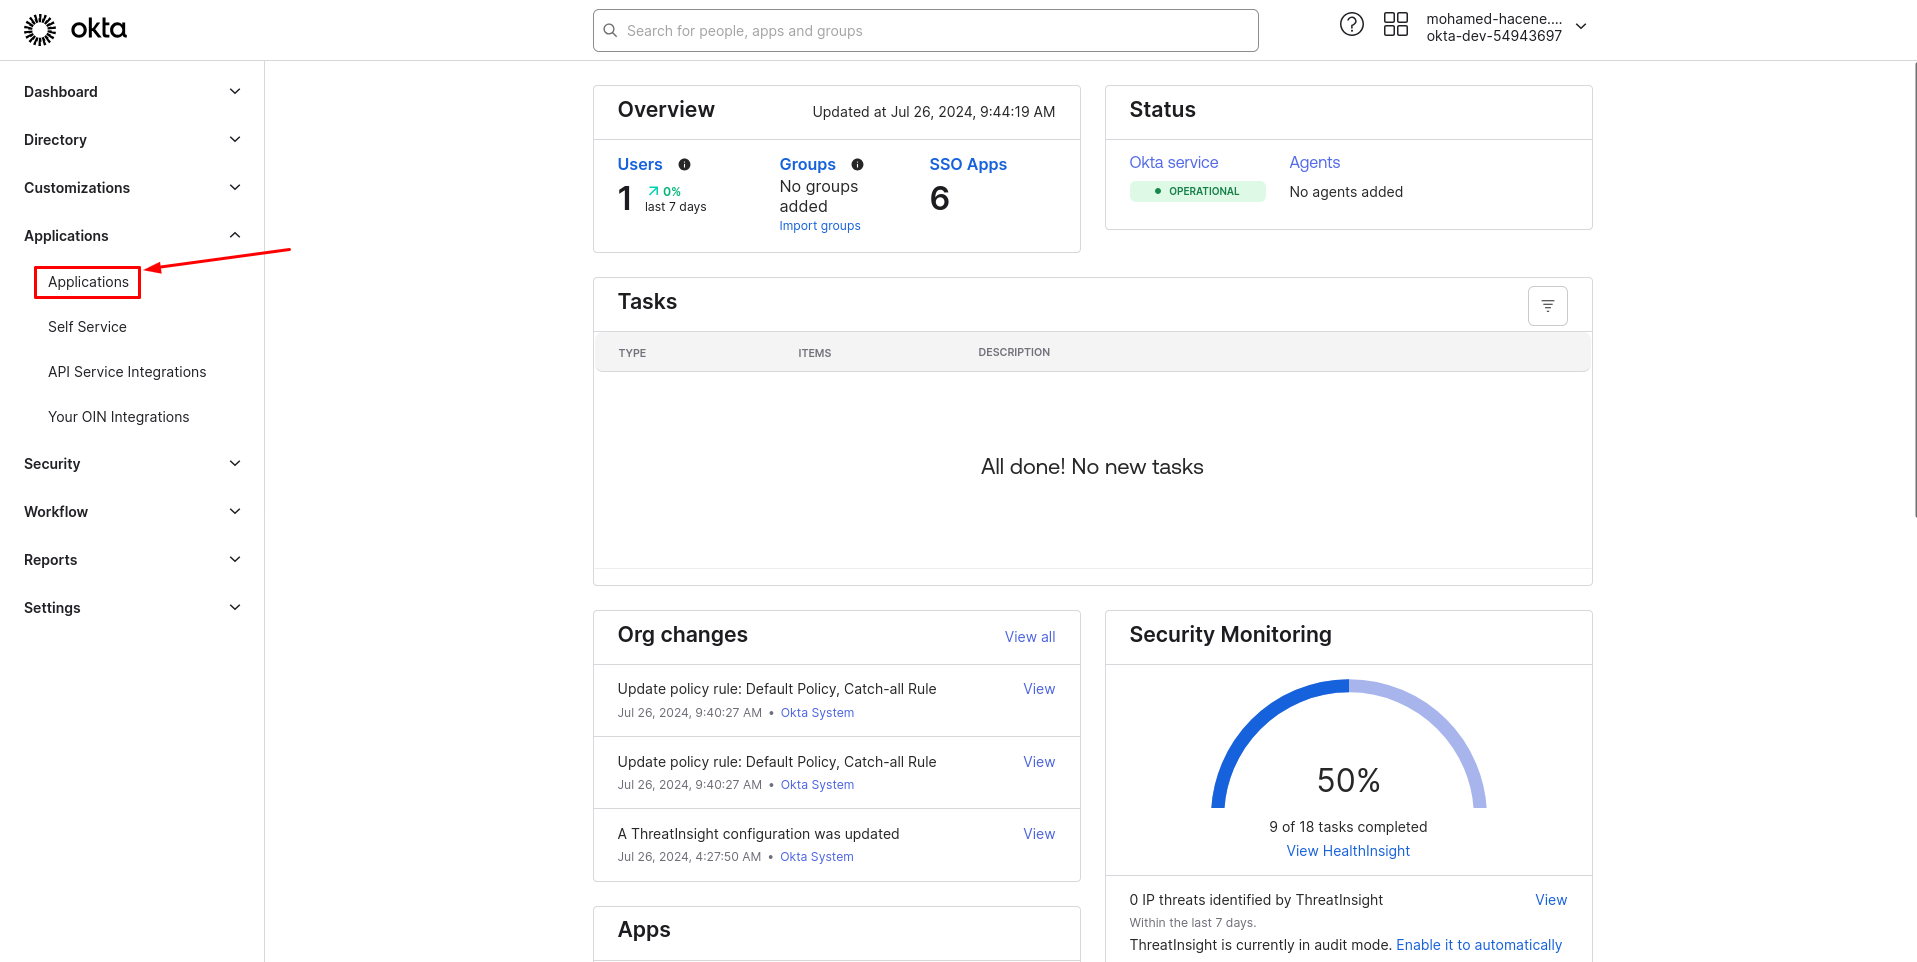 okta
Search for people, apps and groups
mohamed-hacene....
okta-dev-54943697
Dashboard
Directory
Customizations
Applications
Applications
Self Service
API Service Integrations
Your OIN Integrations
Security
Workflow
Reports
Settings
Overview
Updated at Jul 26, 2024, 9:44:19 AM
Users
1
0%
last 7 days
Groups
No groups
added
Import groups
SSO Apps
6
Status
Okta service
OPERATIONAL
Agents
No agents added
Tasks
TYPE ITEMS DESCRIPTION
All done! No new tasks
Org changes
View all
Update policy rule: Default Policy, Catch-all Rule
View
Jul 26, 2024, 9:40:27 AM • Okta System
Update policy rule: Default Policy, Catch-all Rule
View
Jul 26, 2024, 9:40:27 AM • Okta System
A ThreatInsight configuration was updated
View
Jul 26, 2024, 4:27:50 AM • Okta System
Apps
Security Monitoring
50%
9 of 18 tasks completed
View HealthInsight
0 IP threats identified by ThreatInsight
View
Within the last 7 days.
ThreatInsight is currently in audit mode. Enable it to automatically